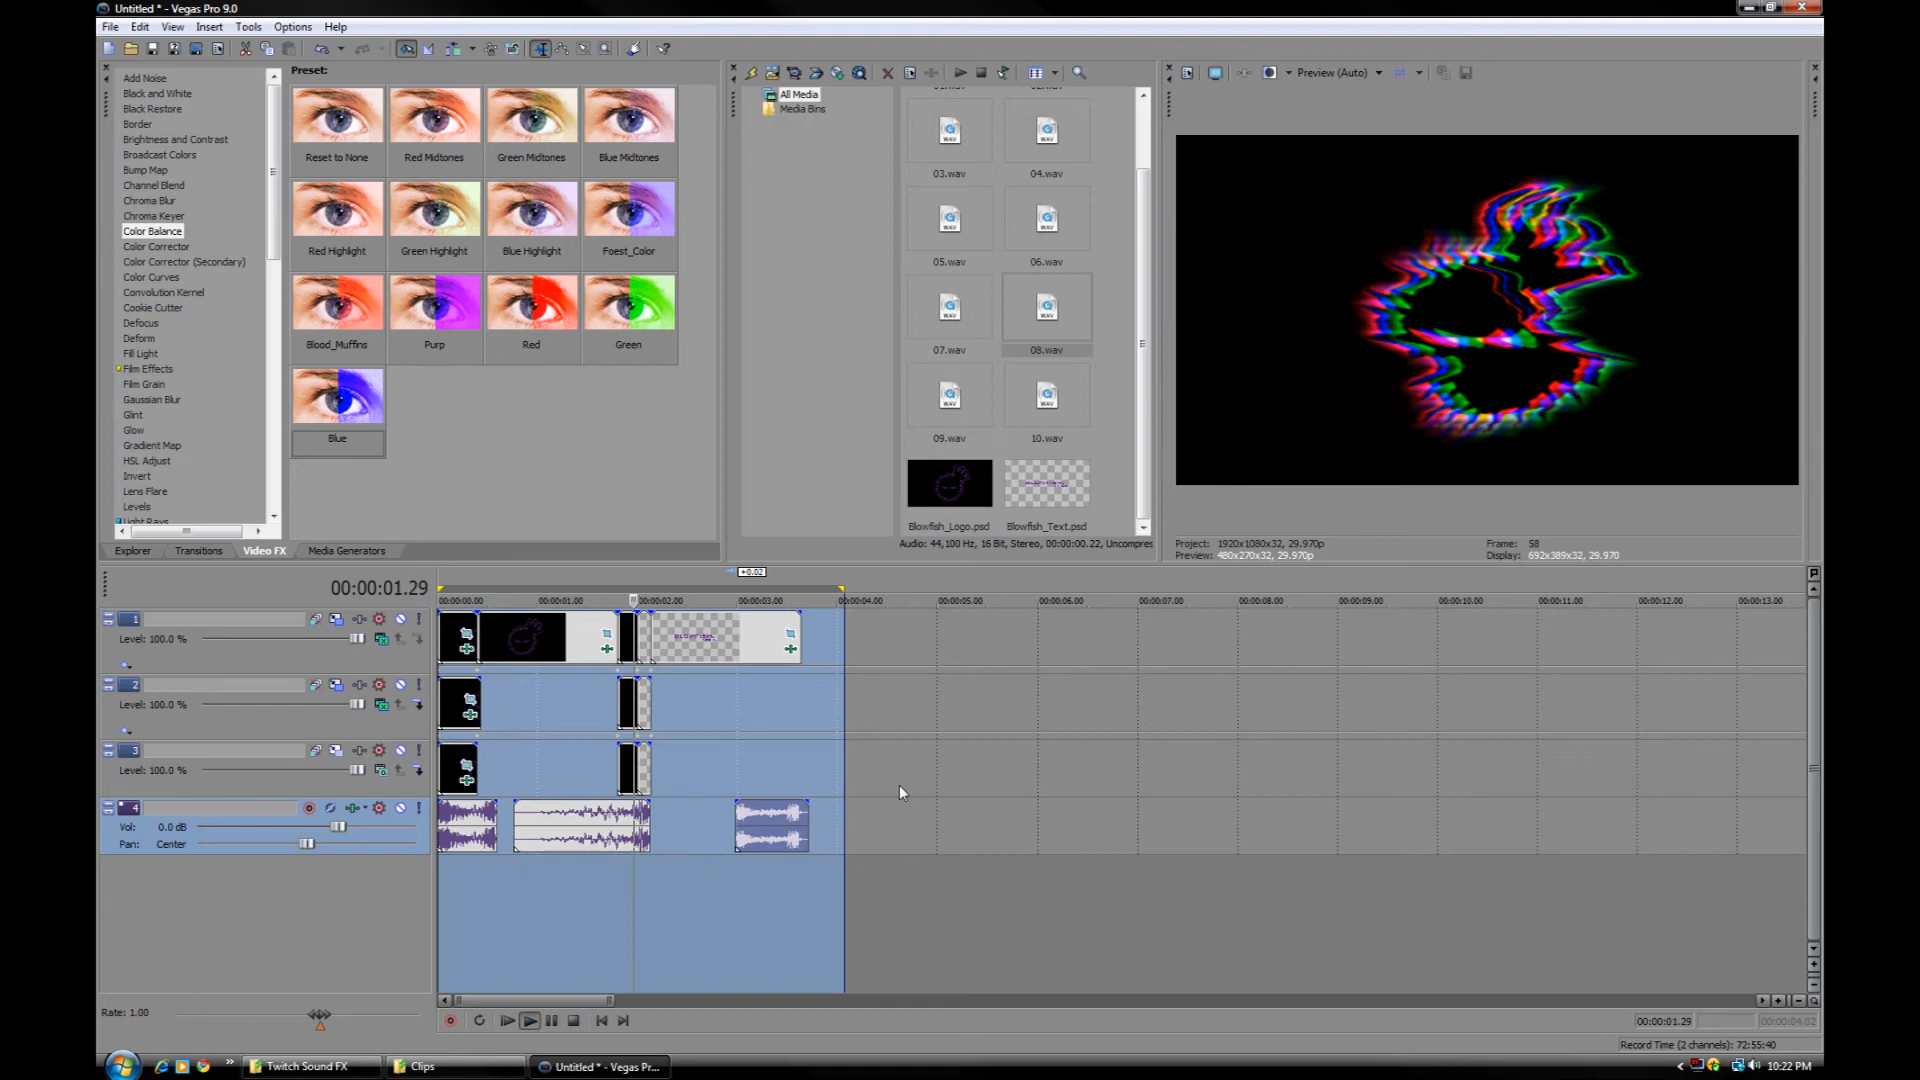 Untitled * - Vegas Pro 9.0
File Edit View Insert Tools Options Help
Add Noise
Black and White
Black Restore
Border
Brightness and Contrast
Broadcast Colors
Bump Map
Channel Blend
Chroma Blur
Chroma Keyer
Color Balance
Color Corrector
Color Corrector (Secondary)
Color Curves
Convolution Kernel
Cookie Cutter
Defocus
Deform
Fill Light
Film Effects
Film Grain
Gaussian Blur
Glint
Glow
Gradient Map
HSL Adjust
Invert
Lens Flare
Levels
Light Rays
Preset:
Reset to None Red Midtones Green Midtones Blue Midtones
Red Highlight Green Highlight Blue Highlight Foest_Color
Blood_Muffins Purp Red Green
Blue
Explorer Transitions Video FX Media Generators
All Media
Media Bins
03.wav 04.wav
05.wav 06.wav
07.wav 08.wav
09.wav 10.wav
Blowfish_Logo.psd Blowfish_Text.psd
Audio: 44,100 Hz, 16 Bit, Stereo, 00:00:00.22, Uncompres
Preview (Auto)
Project: 1920x1080x32, 29.970p
Preview: 480x270x32, 29.970p
Frame: 58
Display: 692x389x32, 29.970
00:00:01.29
+0.02
00:00:00.00 00:00:01.00 00:00:02.00 00:00:03.00 00:00:04.00 00:00:05.00 00:00:06.00 00:00:07.00 00:00:08.00 00:00:09.00 00:00:10.00 00:00:11.00 00:00:12.00 00:00:13.00
1
Level: 100.0 %
2
Level: 100.0 %
3
Level: 100.0 %
4
Vol: 0.0 dB
Pan: Center
Rate: 1.00
00:00:01.29 00:00:04.02
Record Time (2 channels): 72:55:40
Twitch Sound FX Clips Untitled * - Vegas Pr... 10:22 PM